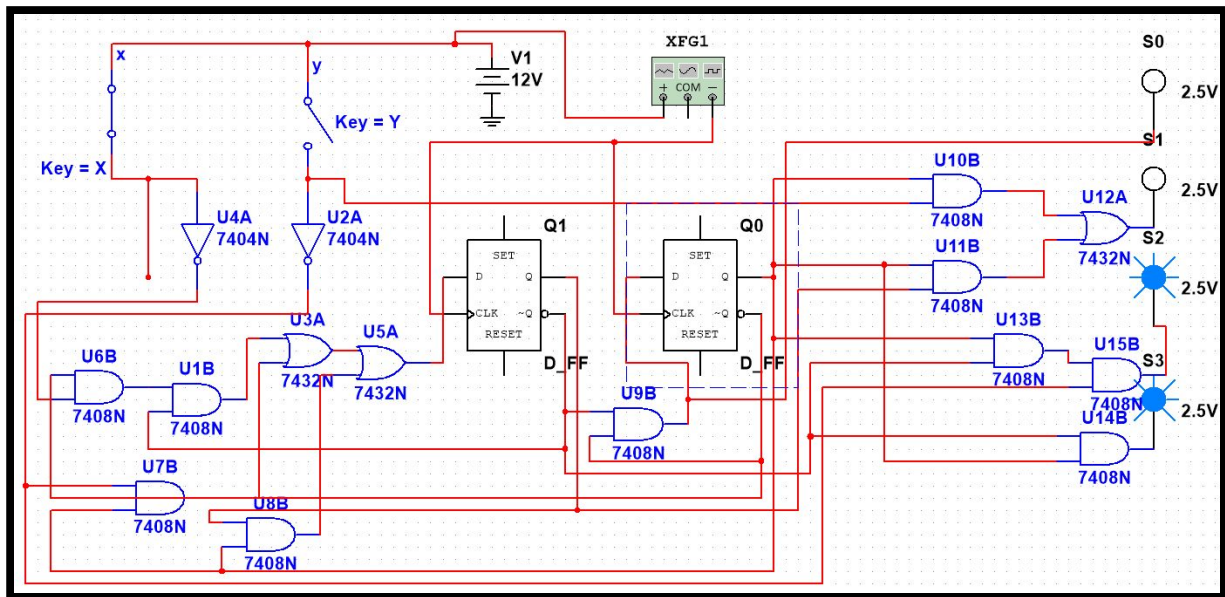 x
y
V1
12V
XFG1
+ COM −
S0
2.5V
Key = Y
Key = X
S1
2.5V
U10B
7408N
U4A
7404N
U2A
7404N
U12A
7432N
Q1
SET
D Q
CLK ~Q
RESET
D_FF
Q0
SET
D Q
CLK ~Q
RESET
D_FF
U11B
7408N
S2
2.5V
U3A
7432N
U5A
7432N
U13B
7408N
U15B
7408N
S3
2.5V
U6B
7408N
U1B
7408N
U9B
7408N
U14B
7408N
U7B
7408N
U8B
7408N